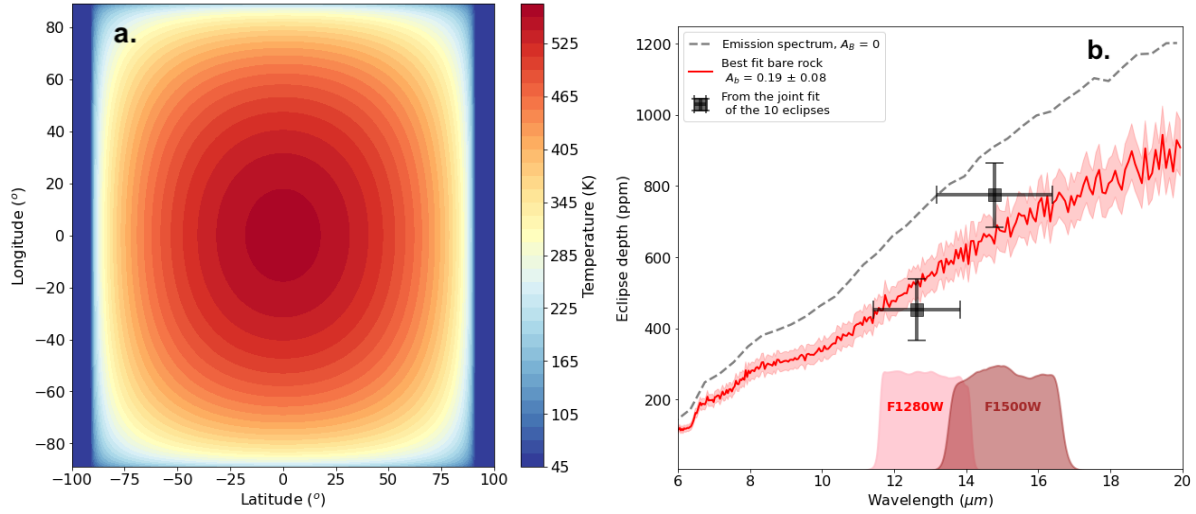 a.
80
60
40
20
0
−20
−40
−60
−80
Longitude (°)
−100
−75
−50
−25
0
25
50
75
100
Latitude (°)
525
465
405
345
285
225
165
105
45
Temperature (K)
b.
Emission spectrum, A_B = 0
Best fit bare rock
A_b = 0.19 ± 0.08
From the joint fit
of the 10 eclipses
1200
1000
800
600
400
200
Eclipse depth (ppm)
F1280W
F1500W
6
8
10
12
14
16
18
20
Wavelength (μm)